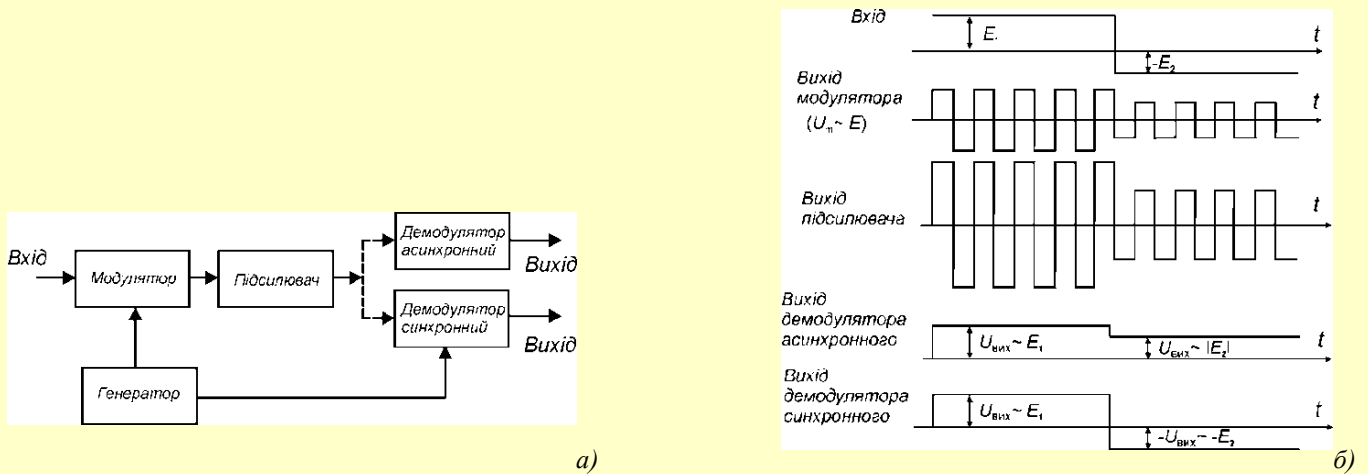 Вхід
Модулятор
Підсилювач
Демодулятор
асинхронний
Вихід
Демодулятор
синхронний
Вихід
Генератор
а)
Вхід
E.
t
-E₂
Вихід
модулятора
(Uₘ ~ E)
t
Вихід
підсилювача
t
Вихід
демодулятора
асинхронного
Uвих ~ E₁
Uвих ~ |E₂|
t
Вихід
демодулятора
синхронного
Uвих ~ E₁
-Uвих ~ -E₂
t
б)